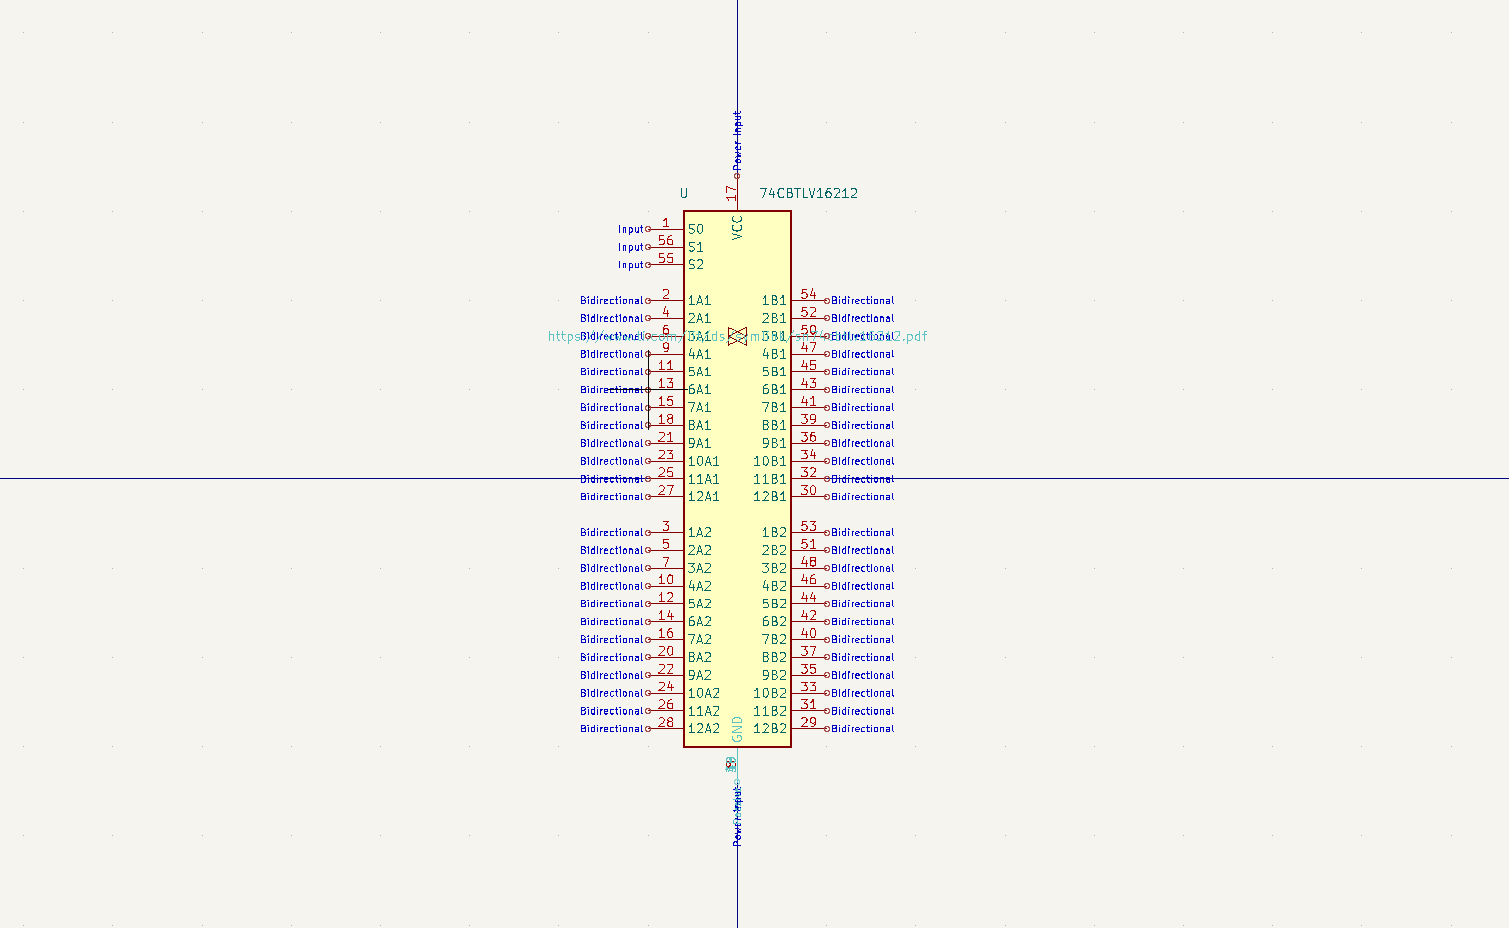 Power Input
17
U 74CBTLV16212
VCC
Input 1 S0
Input 56 S1
Input 55 S2
Bidirectional 2 1A1 1B1 54 Bidirectional
Bidirectional 4 2A1 2B1 52 Bidirectional
Bidirectional 6 3A1 3B1 50 Bidirectional
Bidirectional 9 4A1 4B1 47 Bidirectional
Bidirectional 11 5A1 5B1 45 Bidirectional
Bidirectional 13 6A1 6B1 43 Bidirectional
Bidirectional 15 7A1 7B1 41 Bidirectional
Bidirectional 18 8A1 8B1 39 Bidirectional
Bidirectional 21 9A1 9B1 36 Bidirectional
Bidirectional 23 10A1 10B1 34 Bidirectional
Bidirectional 25 11A1 11B1 32 Bidirectional
Bidirectional 27 12A1 12B1 30 Bidirectional
Bidirectional 3 1A2 1B2 53 Bidirectional
Bidirectional 5 2A2 2B2 51 Bidirectional
Bidirectional 7 3A2 3B2 48 Bidirectional
Bidirectional 10 4A2 4B2 46 Bidirectional
Bidirectional 12 5A2 5B2 44 Bidirectional
Bidirectional 14 6A2 6B2 42 Bidirectional
Bidirectional 16 7A2 7B2 40 Bidirectional
Bidirectional 20 8A2 8B2 37 Bidirectional
Bidirectional 22 9A2 9B2 35 Bidirectional
Bidirectional 24 10A2 10B2 33 Bidirectional
Bidirectional 26 11A2 11B2 31 Bidirectional
Bidirectional 28 12A2 12B2 29 Bidirectional
GND
Power Input